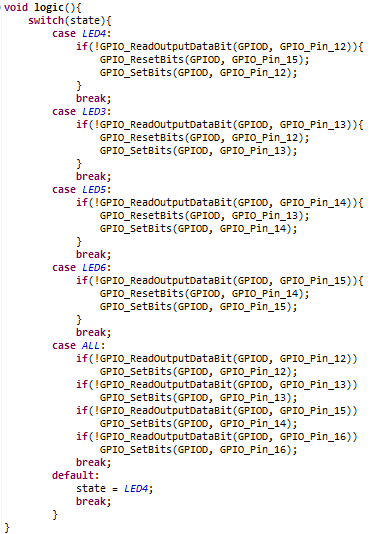 void logic(){
    switch(state){
        case LED4:
            if(!GPIO_ReadOutputDataBit(GPIOD, GPIO_Pin_12)){
                GPIO_ResetBits(GPIOD, GPIO_Pin_15);
                GPIO_SetBits(GPIOD, GPIO_Pin_12);
            }
            break;
        case LED3:
            if(!GPIO_ReadOutputDataBit(GPIOD, GPIO_Pin_13)){
                GPIO_ResetBits(GPIOD, GPIO_Pin_12);
                GPIO_SetBits(GPIOD, GPIO_Pin_13);
            }
            break;
        case LED5:
            if(!GPIO_ReadOutputDataBit(GPIOD, GPIO_Pin_14)){
                GPIO_ResetBits(GPIOD, GPIO_Pin_13);
                GPIO_SetBits(GPIOD, GPIO_Pin_14);
            }
            break;
        case LED6:
            if(!GPIO_ReadOutputDataBit(GPIOD, GPIO_Pin_15)){
                GPIO_ResetBits(GPIOD, GPIO_Pin_14);
                GPIO_SetBits(GPIOD, GPIO_Pin_15);
            }
            break;
        case ALL:
            if(!GPIO_ReadOutputDataBit(GPIOD, GPIO_Pin_12))
                GPIO_SetBits(GPIOD, GPIO_Pin_12);
            if(!GPIO_ReadOutputDataBit(GPIOD, GPIO_Pin_13))
                GPIO_SetBits(GPIOD, GPIO_Pin_13);
            if(!GPIO_ReadOutputDataBit(GPIOD, GPIO_Pin_15))
                GPIO_SetBits(GPIOD, GPIO_Pin_14);
            if(!GPIO_ReadOutputDataBit(GPIOD, GPIO_Pin_16))
                GPIO_SetBits(GPIOD, GPIO_Pin_16);
            break;
        default:
            state = LED4;
            break;
        }
}